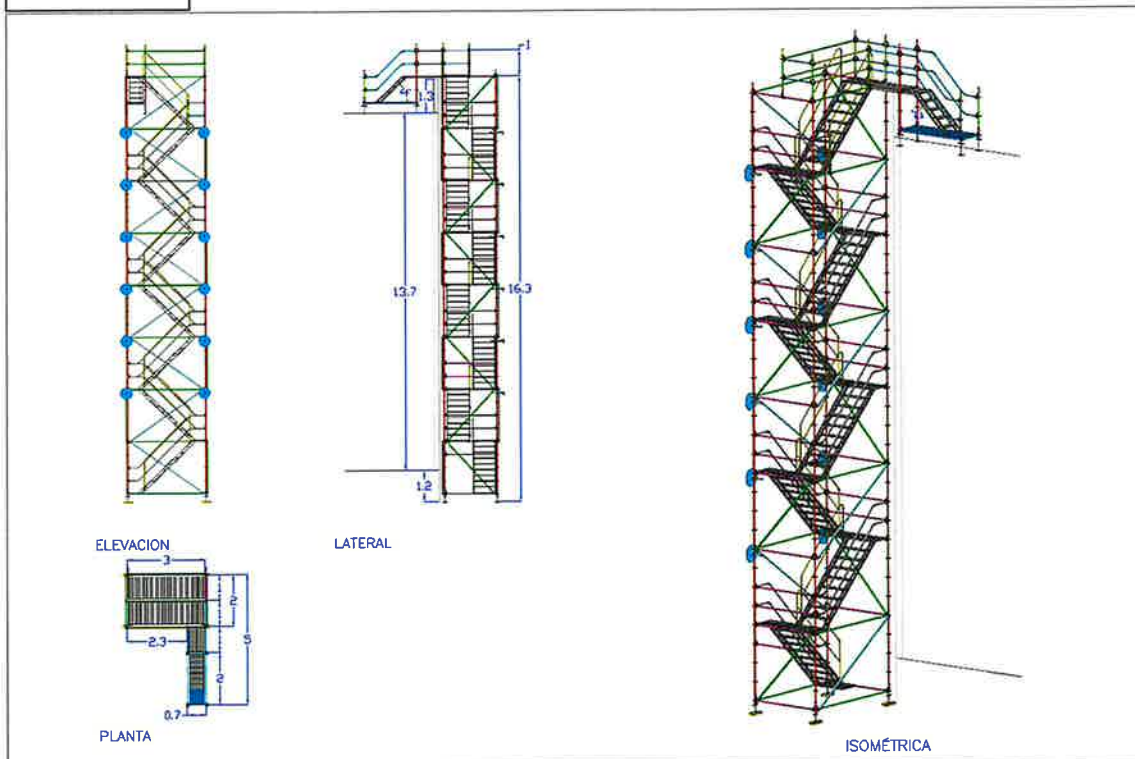 1
1.3
13.7
16.3
1.2
ELEVACION
LATERAL
3
2
5
2.3
2
0.7
PLANTA
ISOMÉTRICA